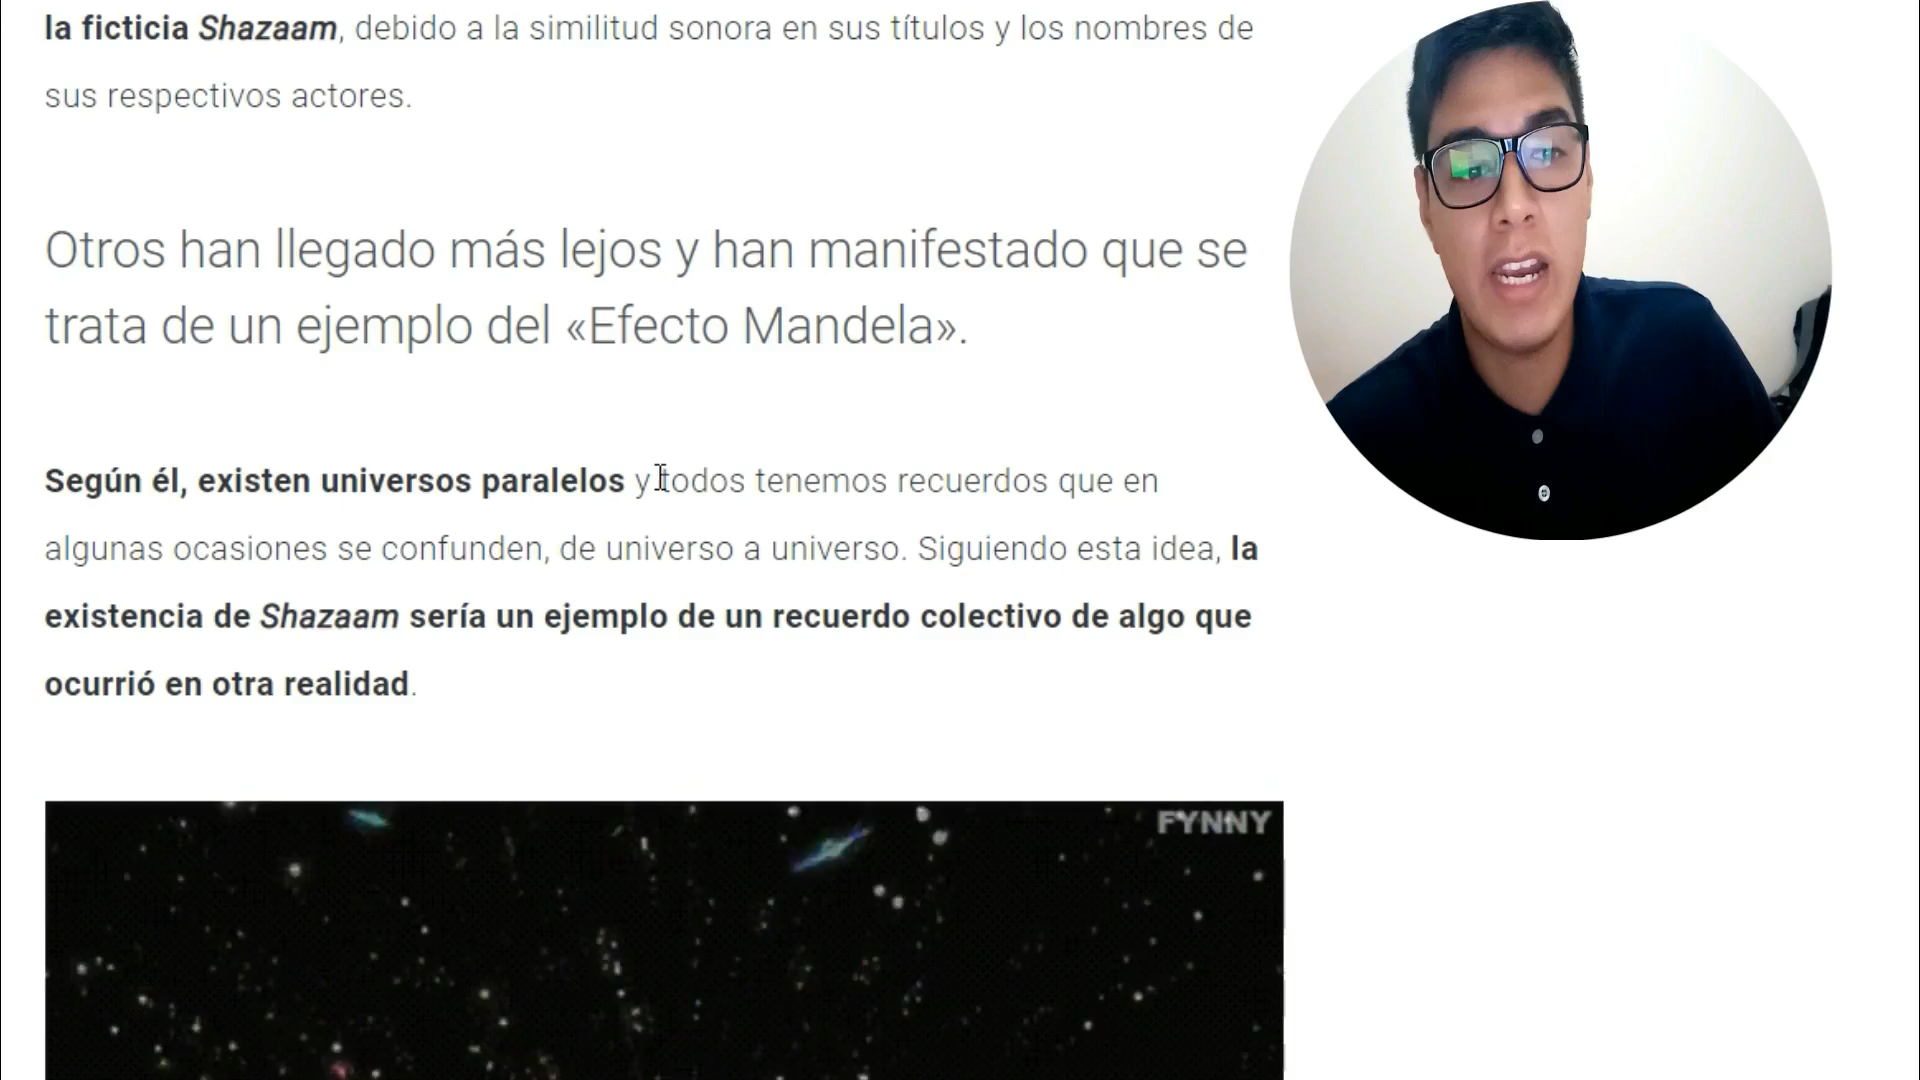 la ficticia Shazaam, debido a la similitud sonora en sus títulos y los nombres de
sus respectivos actores.
Otros han llegado más lejos y han manifestado que se
trata de un ejemplo del «Efecto Mandela».
Según él, existen universos paralelos y todos tenemos recuerdos que en
algunas ocasiones se confunden, de universo a universo. Siguiendo esta idea, la
existencia de Shazaam sería un ejemplo de un recuerdo colectivo de algo que
ocurrió en otra realidad.
FYNNY